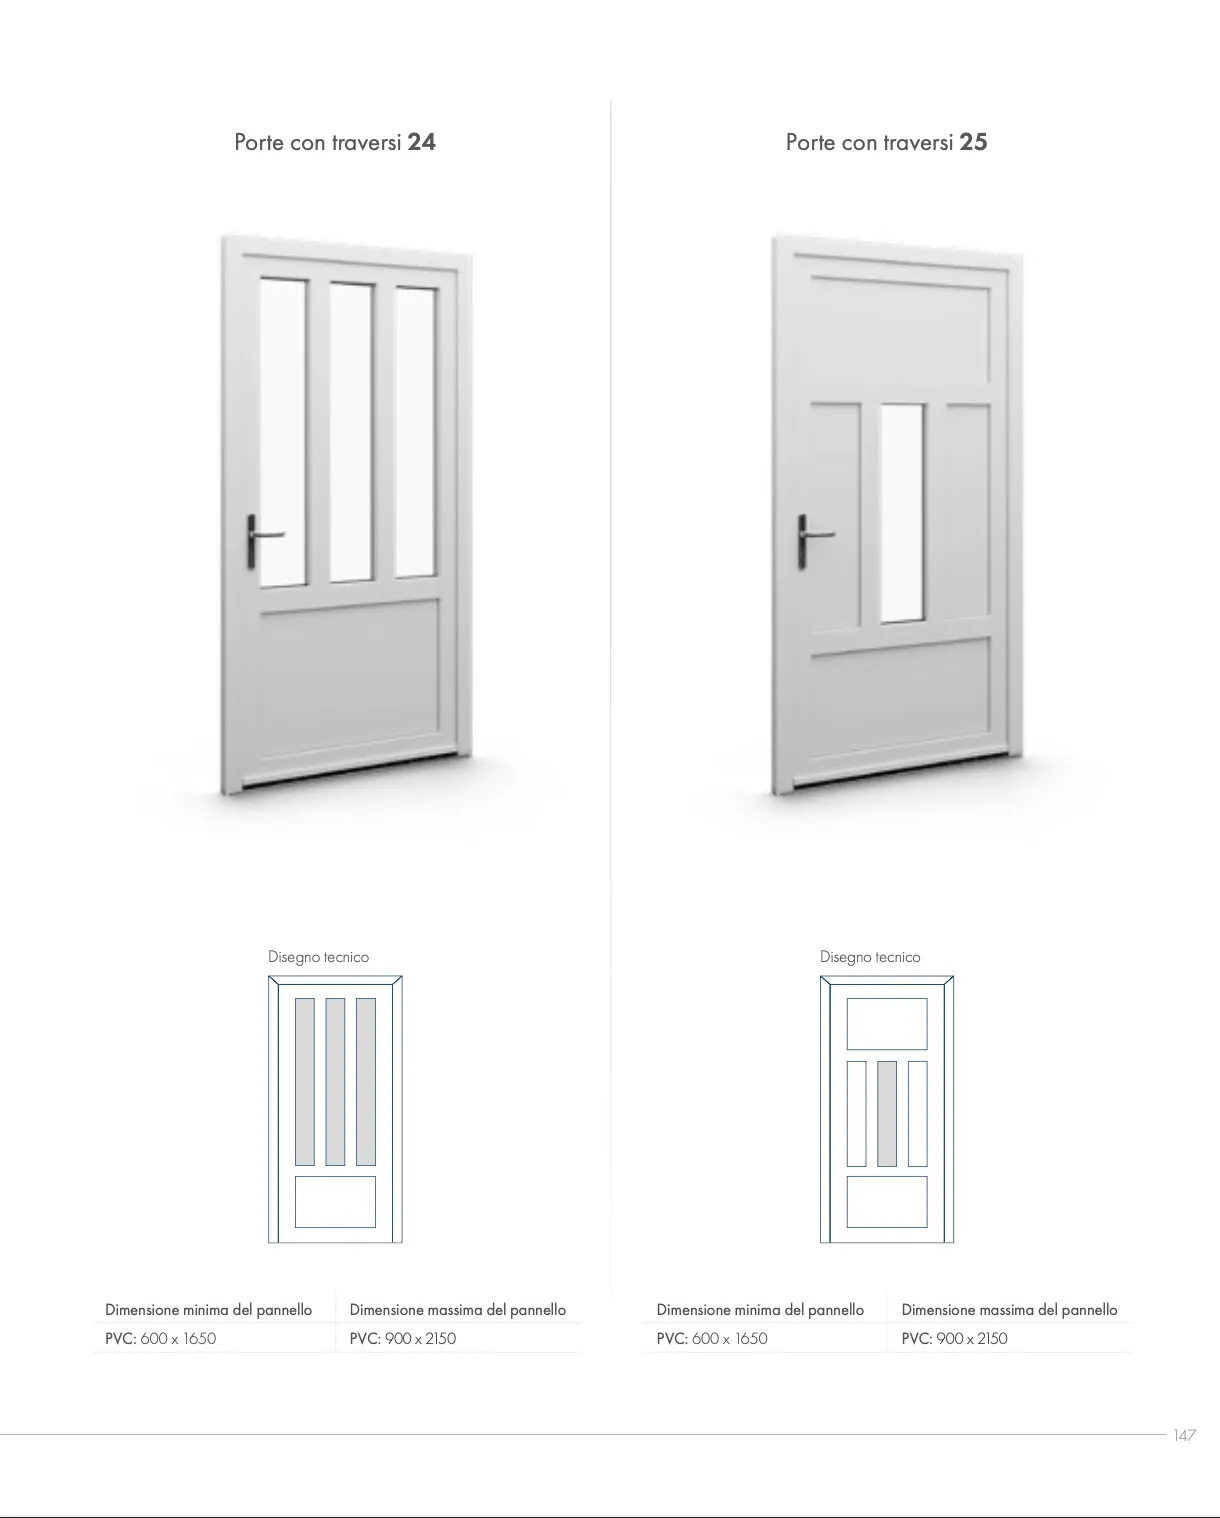 Porte con traversi 24
Porte con traversi 25
Disegno tecnico
Disegno tecnico
Dimensione minima del pannello
Dimensione massima del pannello
PVC: 600 x 1650
PVC: 900 x 2150
Dimensione minima del pannello
Dimensione massima del pannello
PVC: 600 x 1650
PVC: 900 x 2150
147